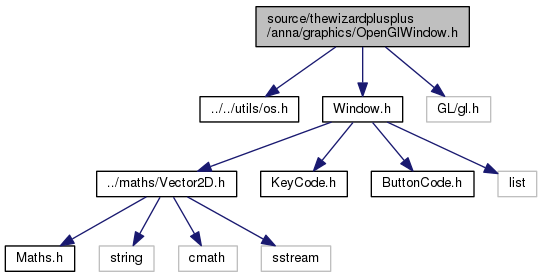 source/thewizardplusplus
/anna/graphics/OpenGlWindow.h
../../utils/os.h
Window.h
GL/gl.h
../maths/Vector2D.h
KeyCode.h
ButtonCode.h
list
Maths.h
string
cmath
sstream